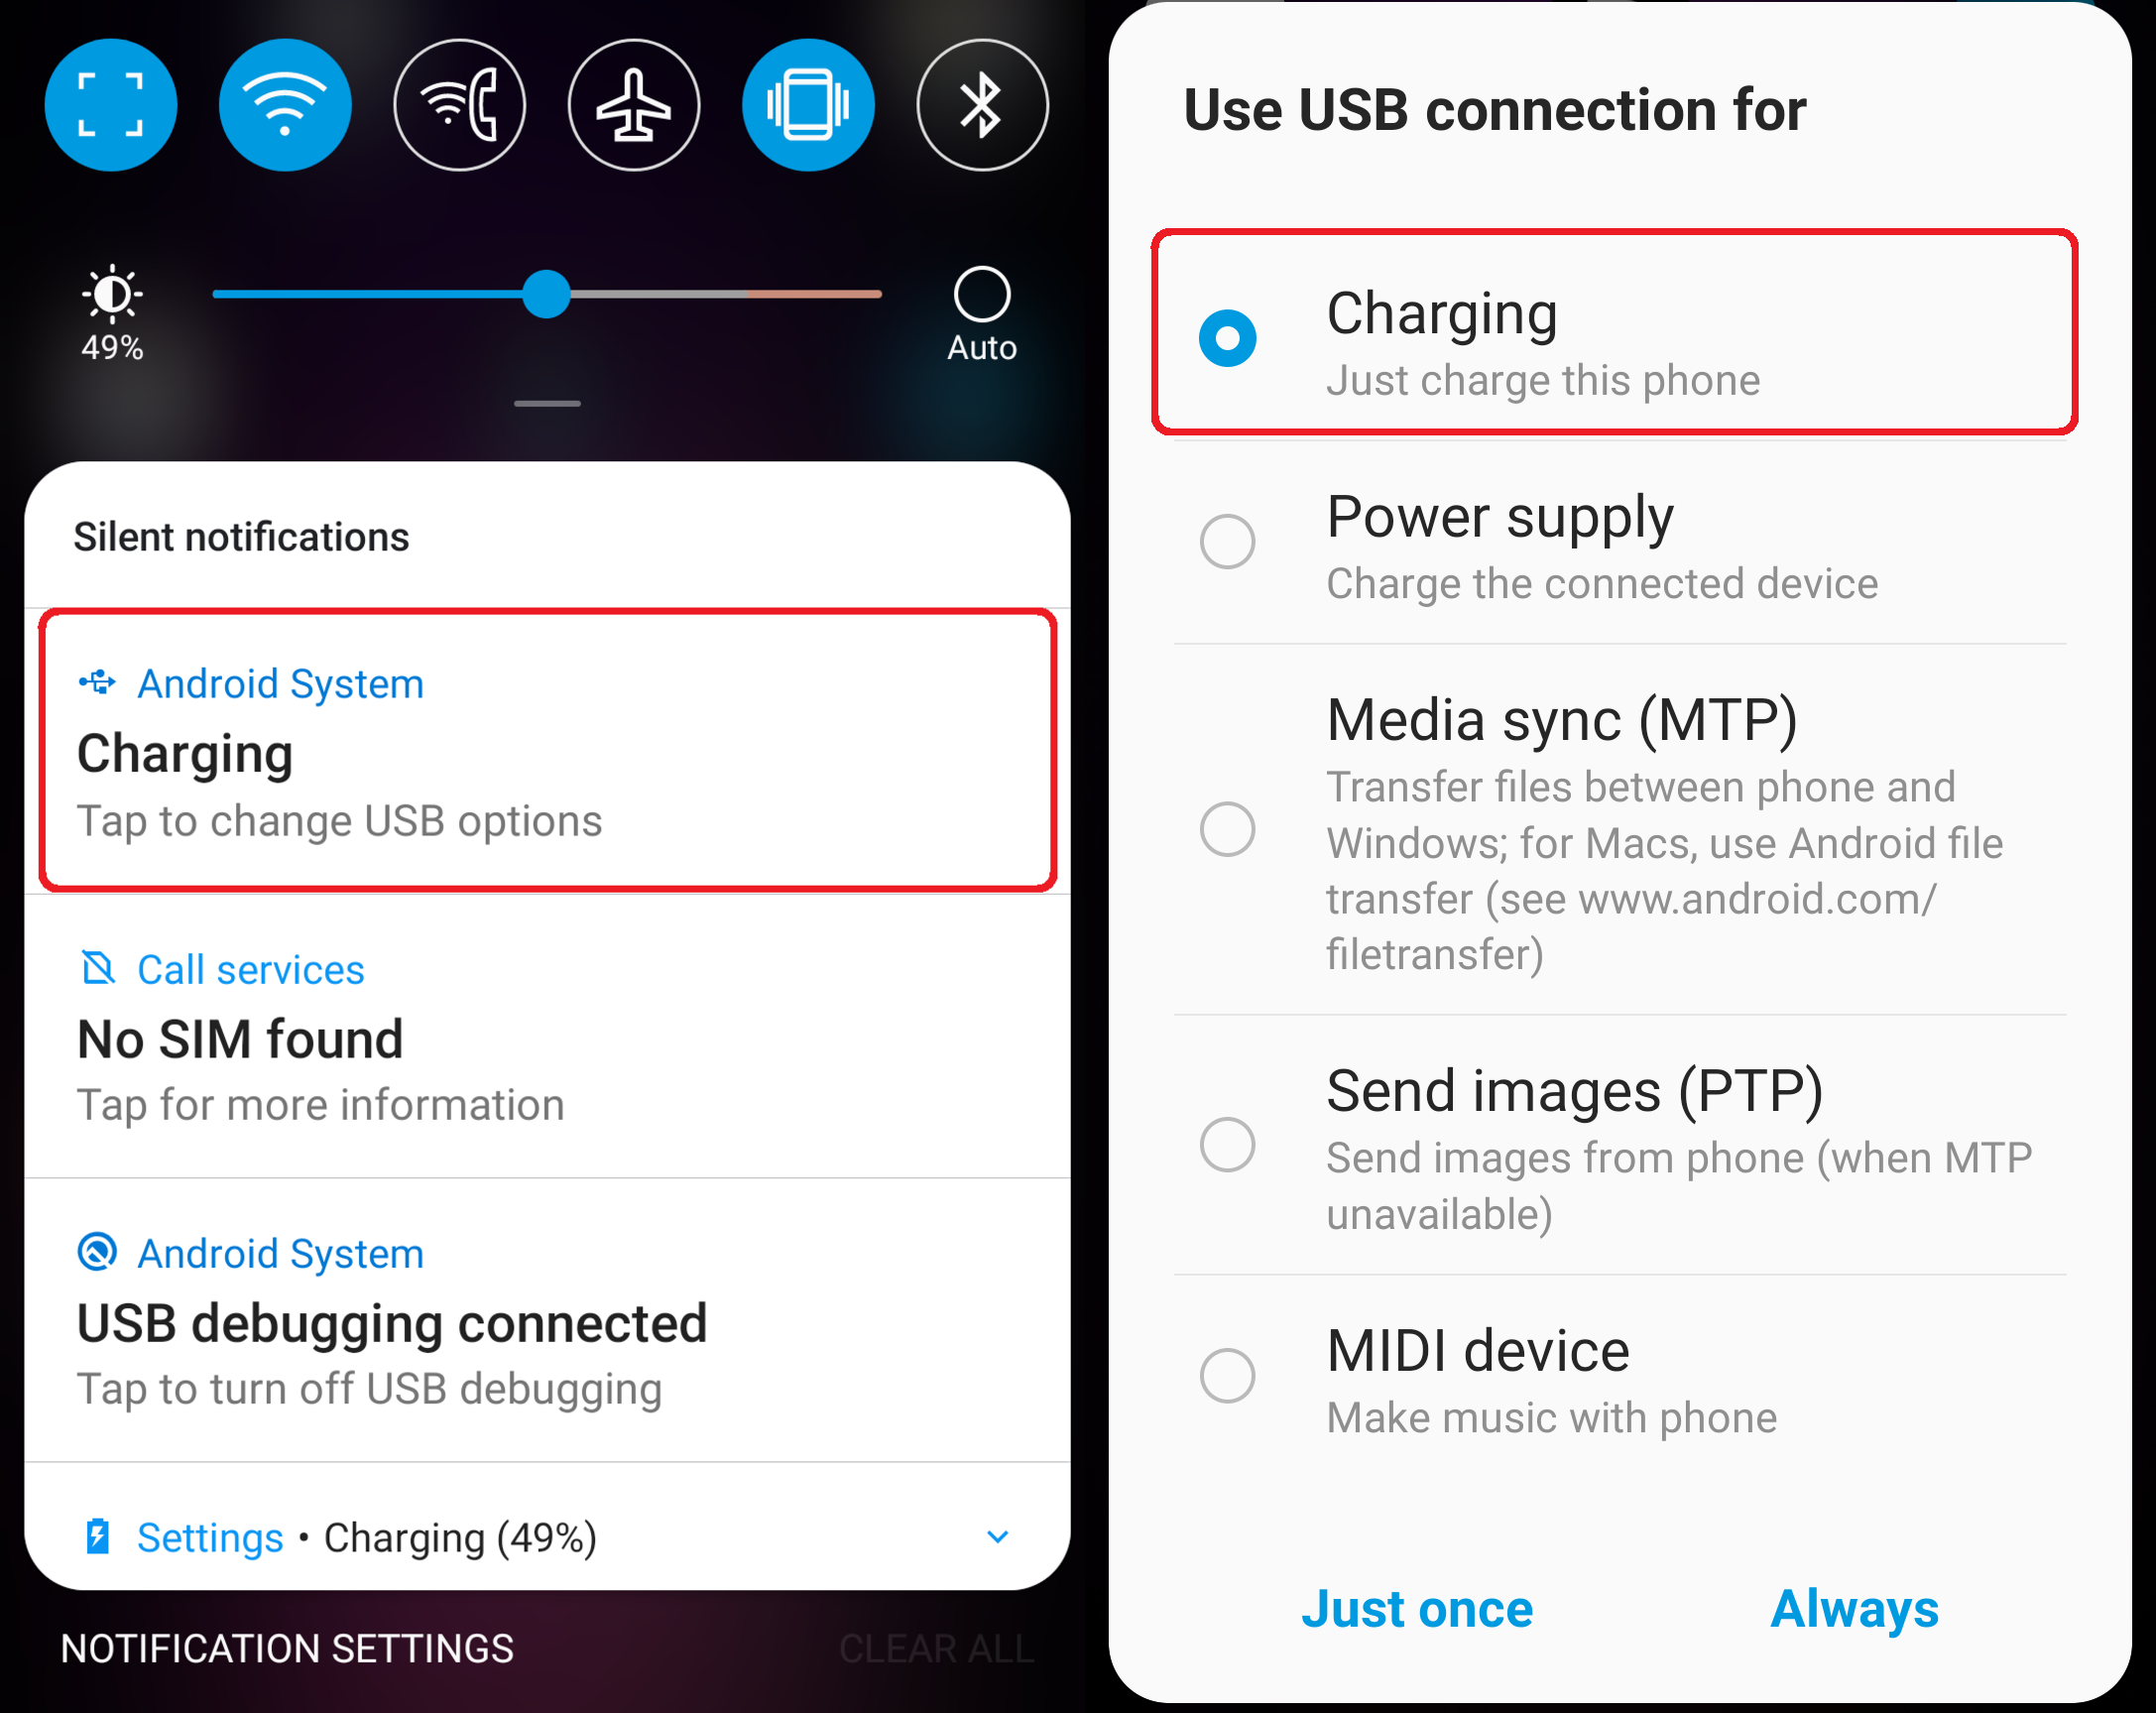 49%
Auto
Silent notifications
Android System
Charging
Tap to change USB options
Call services
No SIM found
Tap for more information
Android System
USB debugging connected
Tap to turn off USB debugging
Settings • Charging (49%)
NOTIFICATION SETTINGS
CLEAR ALL
Use USB connection for
Charging
Just charge this phone
Power supply
Charge the connected device
Media sync (MTP)
Transfer files between phone and
Windows; for Macs, use Android file
transfer (see www.android.com/
filetransfer)
Send images (PTP)
Send images from phone (when MTP
unavailable)
MIDI device
Make music with phone
Just once
Always